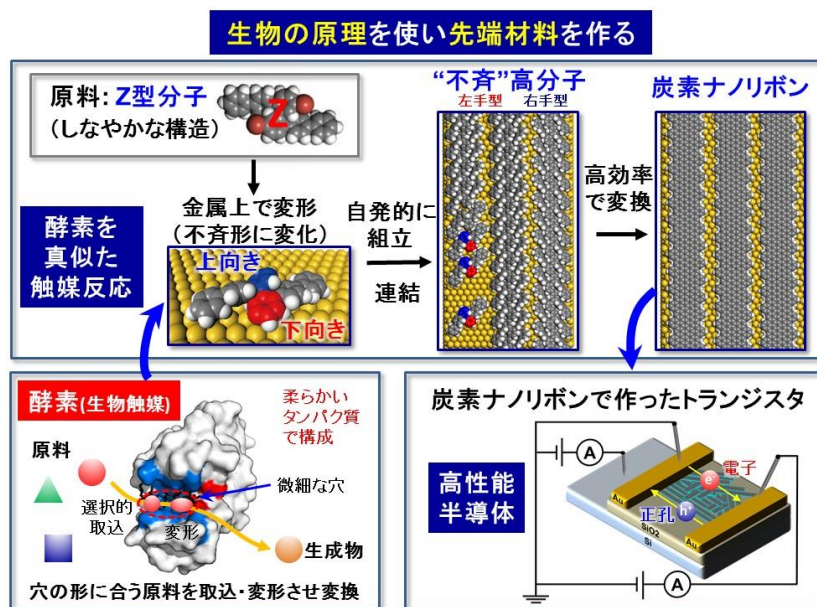 生物の原理を使い先端材料を作る
原料: Z型分子
(しなやかな構造)
Z
酵素を
真似た
触媒反応
金属上で変形
(不斉形に変化)
上向き
下向き
自発的に
組立
連結
“不斉”高分子
左手型 右手型
高効率
で変換
炭素ナノリボン
酵素(生物触媒)
柔らかい
タンパク質
で構成
原料
微細な穴
選択的
取込
変形
生成物
穴の形に合う原料を取込・変形させ変換
炭素ナノリボンで作ったトランジスタ
高性能
半導体
A
電子
e-
正孔
h+
Au
SiO2
Si
Au
A